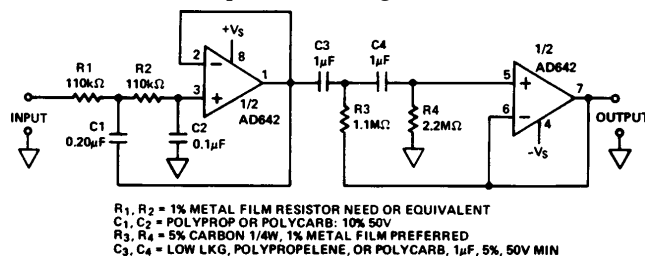 R1
110kΩ
R2
110kΩ
+VS
8
2
3
1
1/2
AD642
C1
0.20μF
C2
0.1μF
INPUT
C3
1μF
C4
1μF
R3
1.1MΩ
R4
2.2MΩ
1/2
AD642
5
6
7
4
-VS
OUTPUT
R1, R2 = 1% METAL FILM RESISTOR NEED OR EQUIVALENT
C1, C2 = POLYPROP OR POLYCARB: 10% 50V
R3, R4 = 5% CARBON 1/4W, 1% METAL FILM PREFERRED
C3, C4 = LOW LKG, POLYPROPELENE, OR POLYCARB, 1μF, 5%, 50V MIN